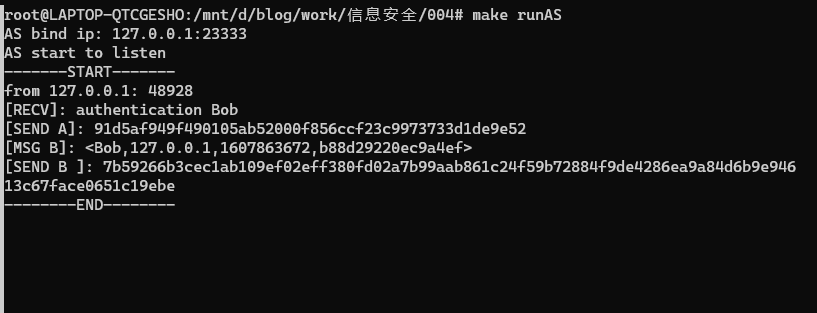 root@LAPTOP-QTCGESHO:/mnt/d/blog/work/信息安全/004# make runAS
AS bind ip: 127.0.0.1:23333
AS start to listen
-------START-------
from 127.0.0.1: 48928
[RECV]: authentication Bob
[SEND A]: 91d5af949f490105ab52000f856ccf23c9973733d1de9e52
[MSG B]: <Bob,127.0.0.1,1607863672,b88d29220ec9a4ef>
[SEND B ]: 7b59266b3cec1ab109ef02eff380fd02a7b99aab861c24f59b72884f9de4286ea9a84d6b9e946
13c67face0651c19ebe
--------END--------